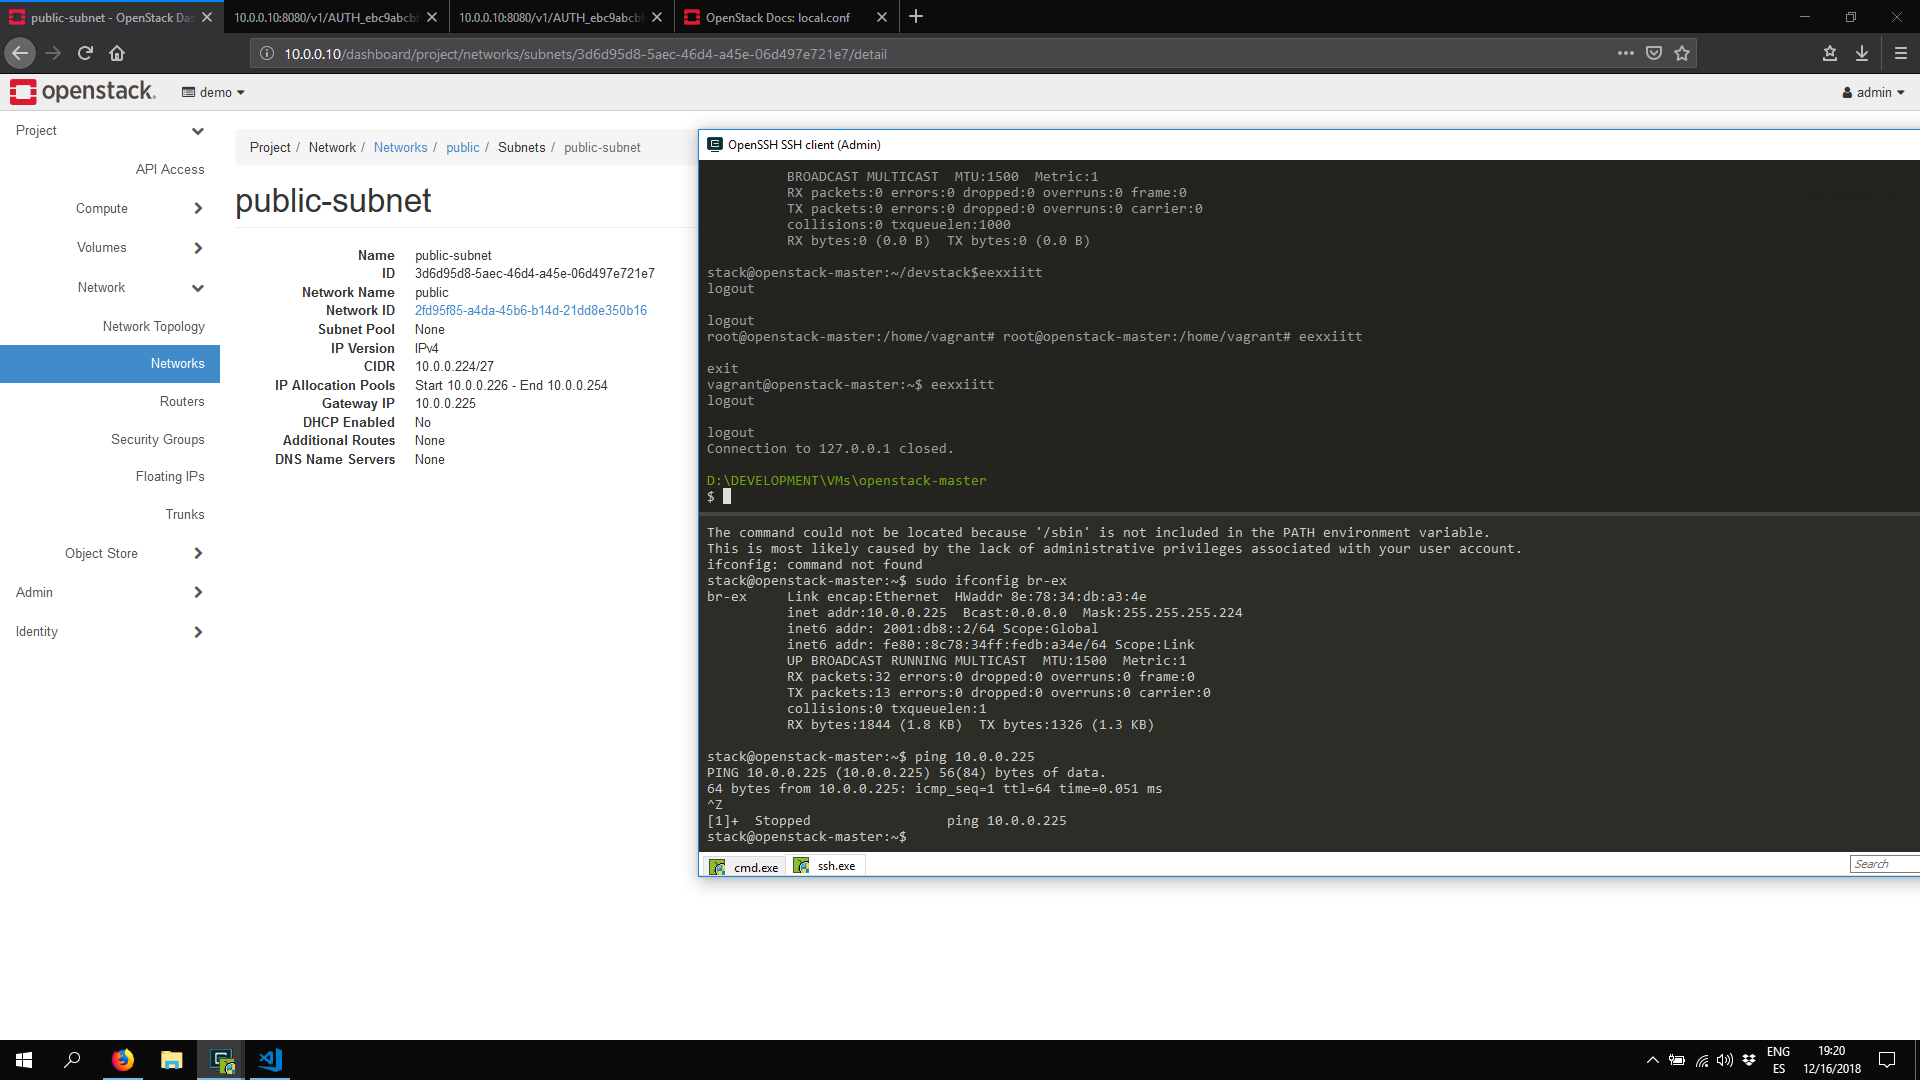 public-subnet - OpenStack Das
10.0.0.10:8080/v1/AUTH_ebc9abcbf
10.0.0.10:8080/v1/AUTH_ebc9abcbf
OpenStack Docs: local.conf
10.0.0.10/dashboard/project/networks/subnets/3d6d95d8-5aec-46d4-a45e-06d497e721e7/detail
openstack.
demo
admin
Project
API Access
Compute
Volumes
Network
Network Topology
Networks
Routers
Security Groups
Floating IPs
Trunks
Object Store
Admin
Identity
Project / Network / Networks / public / Subnets / public-subnet
public-subnet
Name public-subnet
ID 3d6d95d8-5aec-46d4-a45e-06d497e721e7
Network Name public
Network ID 2fd95f85-a4da-45b6-b14d-21dd8e350b16
Subnet Pool None
IP Version IPv4
CIDR 10.0.0.224/27
IP Allocation Pools Start 10.0.0.226 - End 10.0.0.254
Gateway IP 10.0.0.225
DHCP Enabled No
Additional Routes None
DNS Name Servers None
OpenSSH SSH client (Admin)
BROADCAST MULTICAST  MTU:1500  Metric:1
RX packets:0 errors:0 dropped:0 overruns:0 frame:0
TX packets:0 errors:0 dropped:0 overruns:0 carrier:0
collisions:0 txqueuelen:1000
RX bytes:0 (0.0 B)  TX bytes:0 (0.0 B)
stack@openstack-master:~/devstack$eexxiitt
logout
logout
root@openstack-master:/home/vagrant# root@openstack-master:/home/vagrant# eexxiitt
exit
vagrant@openstack-master:~$ eexxiitt
logout
logout
Connection to 127.0.0.1 closed.
D:\DEVELOPMENT\VMs\openstack-master
$
The command could not be located because '/sbin' is not included in the PATH environment variable.
This is most likely caused by the lack of administrative privileges associated with your user account.
ifconfig: command not found
stack@openstack-master:~$ sudo ifconfig br-ex
br-ex     Link encap:Ethernet  HWaddr 8e:78:34:db:a3:4e
inet addr:10.0.0.225  Bcast:0.0.0.0  Mask:255.255.255.224
inet6 addr: 2001:db8::2/64 Scope:Global
inet6 addr: fe80::8c78:34ff:fedb:a34e/64 Scope:Link
UP BROADCAST RUNNING MULTICAST  MTU:1500  Metric:1
RX packets:32 errors:0 dropped:0 overruns:0 frame:0
TX packets:13 errors:0 dropped:0 overruns:0 carrier:0
collisions:0 txqueuelen:1
RX bytes:1844 (1.8 KB)  TX bytes:1326 (1.3 KB)
stack@openstack-master:~$ ping 10.0.0.225
PING 10.0.0.225 (10.0.0.225) 56(84) bytes of data.
64 bytes from 10.0.0.225: icmp_seq=1 ttl=64 time=0.051 ms
^Z
[1]+  Stopped                 ping 10.0.0.225
stack@openstack-master:~$
cmd.exe
ssh.exe
Search
ENG
ES
19:20
12/16/2018